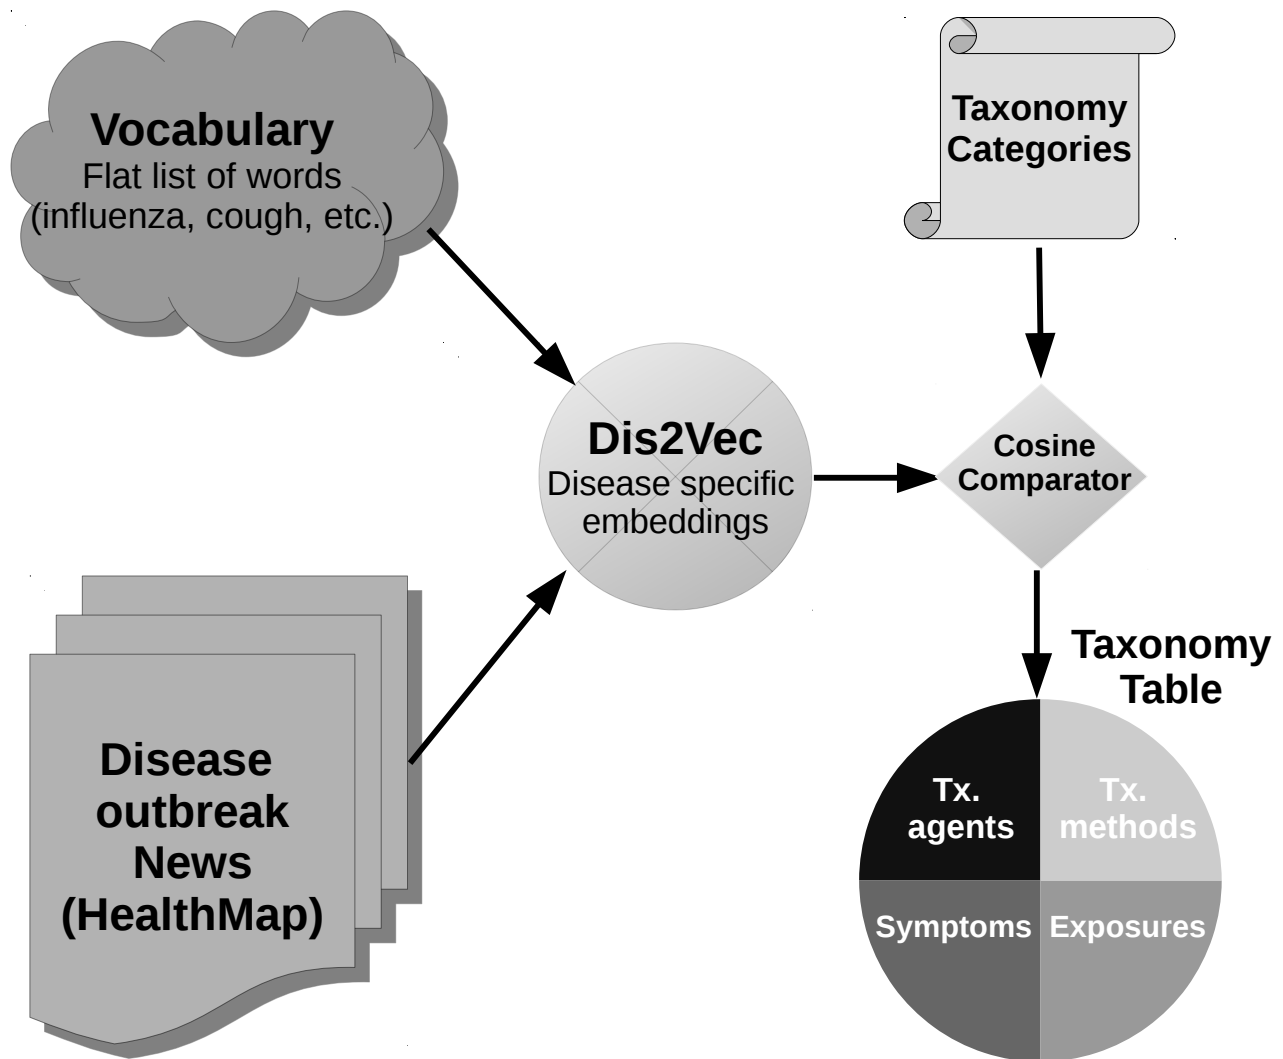 Vocabulary
Flat list of words
(influenza, cough, etc.)
Taxonomy
Categories
Dis2Vec
Disease specific
embeddings
Cosine
Comparator
Disease
outbreak
News
(HealthMap)
Taxonomy
Table
Tx.
agents
Tx.
methods
Symptoms
Exposures